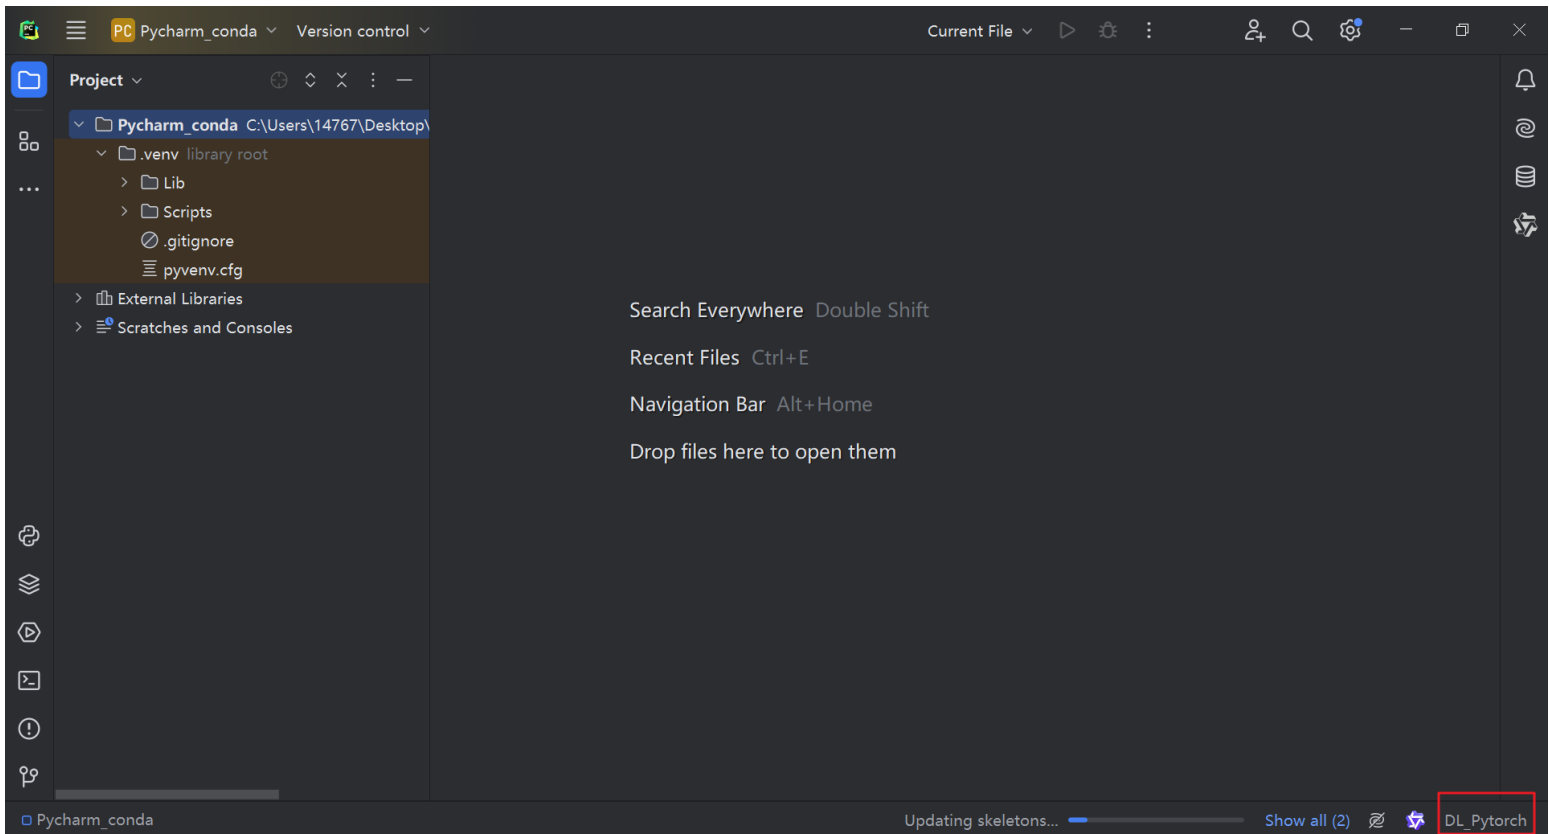 PC Pycharm_conda Version control Current File
Project
Pycharm_conda C:\Users\14767\Desktop\
.venv library root
Lib
Scripts
.gitignore
pyvenv.cfg
External Libraries
Scratches and Consoles
Search Everywhere Double Shift
Recent Files Ctrl+E
Navigation Bar Alt+Home
Drop files here to open them
Pycharm_conda Updating skeletons... Show all (2) DL_Pytorch